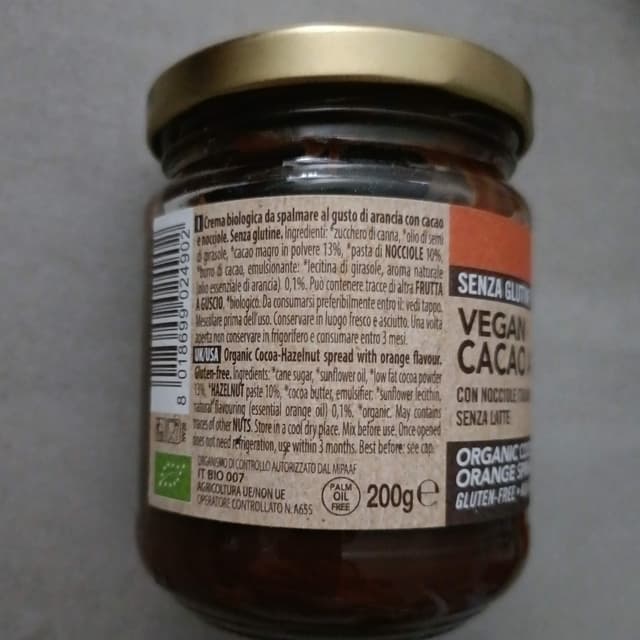 I Crema biologica da spalmare al gusto di arancia con cacao
e nocciole. Senza glutine. Ingredienti: *zucchero di canna, *olio di semi
di girasole, *cacao magro in polvere 13%, *pasta di NOCCIOLE 10%,
*burro di cacao, emulsionante: *lecitina di girasole, aroma naturale
(olio essenziale di arancia) 0,1%. Può contenere tracce di altra FRUTTA
A GUSCIO. *biologico. Da consumarsi preferibilmente entro il: vedi tappo.
Mescolare prima dell'uso. Conservare in luogo fresco e asciutto. Una volta
aperta non conservare in frigorifero e consumare entro 3 mesi.
UK/USA Organic Cocoa-Hazelnut spread with orange flavour.
Gluten-free. Ingredients: *cane sugar, *sunflower oil, *low fat cocoa powder
13%, *HAZELNUT paste 10%, *cocoa butter, emulsifier: *sunflower lecithin,
natural flavouring (essential orange oil) 0,1%. *organic. May contains
traces of other NUTS. Store in a cool dry place. Mix before use. Once opened
does not need refrigeration, use within 3 months. Best before: see cap.
ORGANISMO DI CONTROLLO AUTORIZZATO DAL MIPAAF
IT BIO 007
AGRICOLTURA UE/NON UE
OPERATORE CONTROLLATO N. A655
PALM
OIL
FREE
200g e
8 018699 024902
SENZA GLUTI
VEGAN
CACAO
CON NOCCIOLE
SENZA LATTE
ORGANIC
ORANGE
GLUTEN-FREE